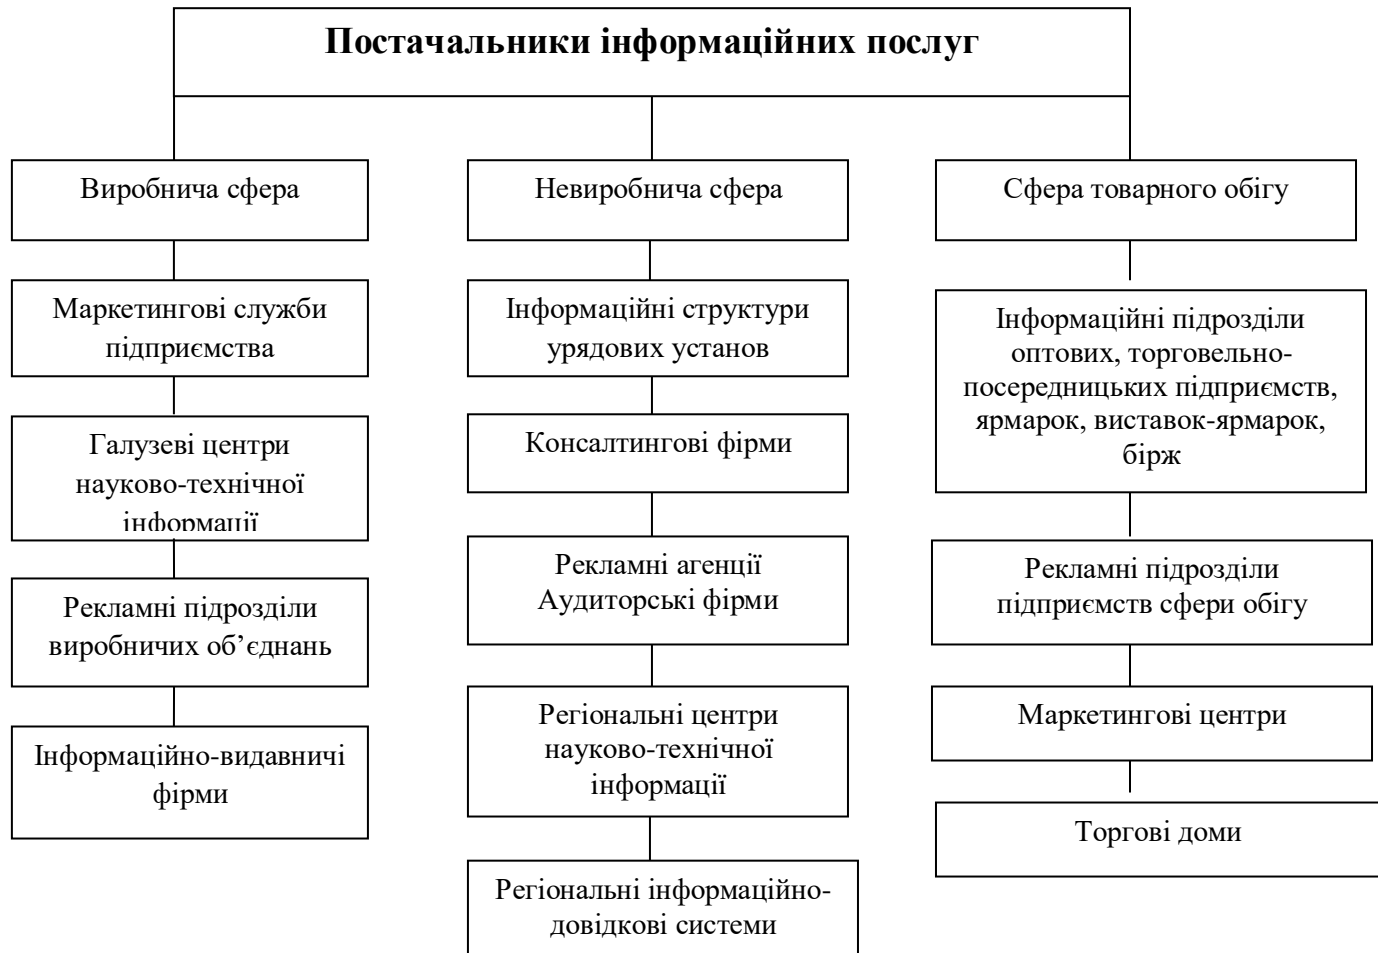 Постачальники інформаційних послуг
Виробнича сфера
Маркетингові служби
підприємства
Галузеві центри
науково-технічної
інформації
Рекламні підрозділи
виробничих об’єднань
Інформаційно-видавничі
фірми
Невиробнича сфера
Інформаційні структури
урядових установ
Консалтингові фірми
Рекламні агенції
Аудиторські фірми
Регіональні центри
науково-технічної
інформації
Регіональні інформаційно-
довідкові системи
Сфера товарного обігу
Інформаційні підрозділи
оптових, торговельно-
посередницьких підприємств,
ярмарок, виставок-ярмарок,
бірж
Рекламні підрозділи
підприємств сфери обігу
Маркетингові центри
Торгові доми